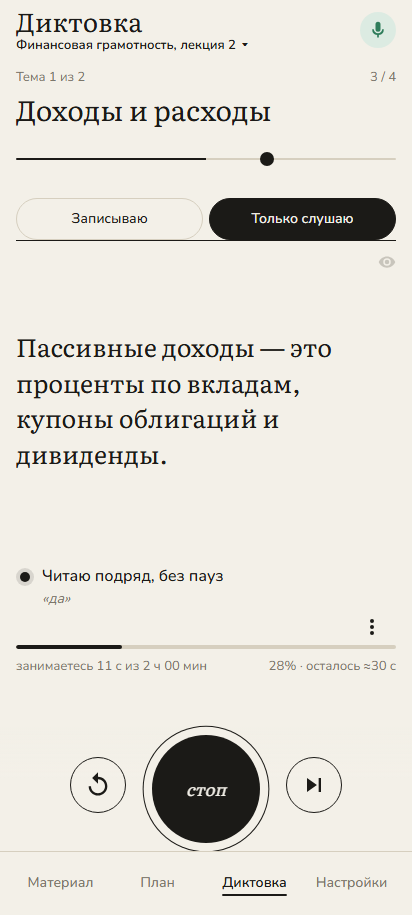 Диктовка
Финансовая грамотность, лекция 2
Тема 1 из 2
3 / 4
Доходы и расходы
Записываю
Только слушаю
Пассивные доходы — это
проценты по вкладам,
купоны облигаций и
дивиденды.
Читаю подряд, без пауз
«да»
занимаетесь 11 с из 2 ч 00 мин
28% · осталось ≈30 с
стоп
Материал
План
Диктовка
Настройки